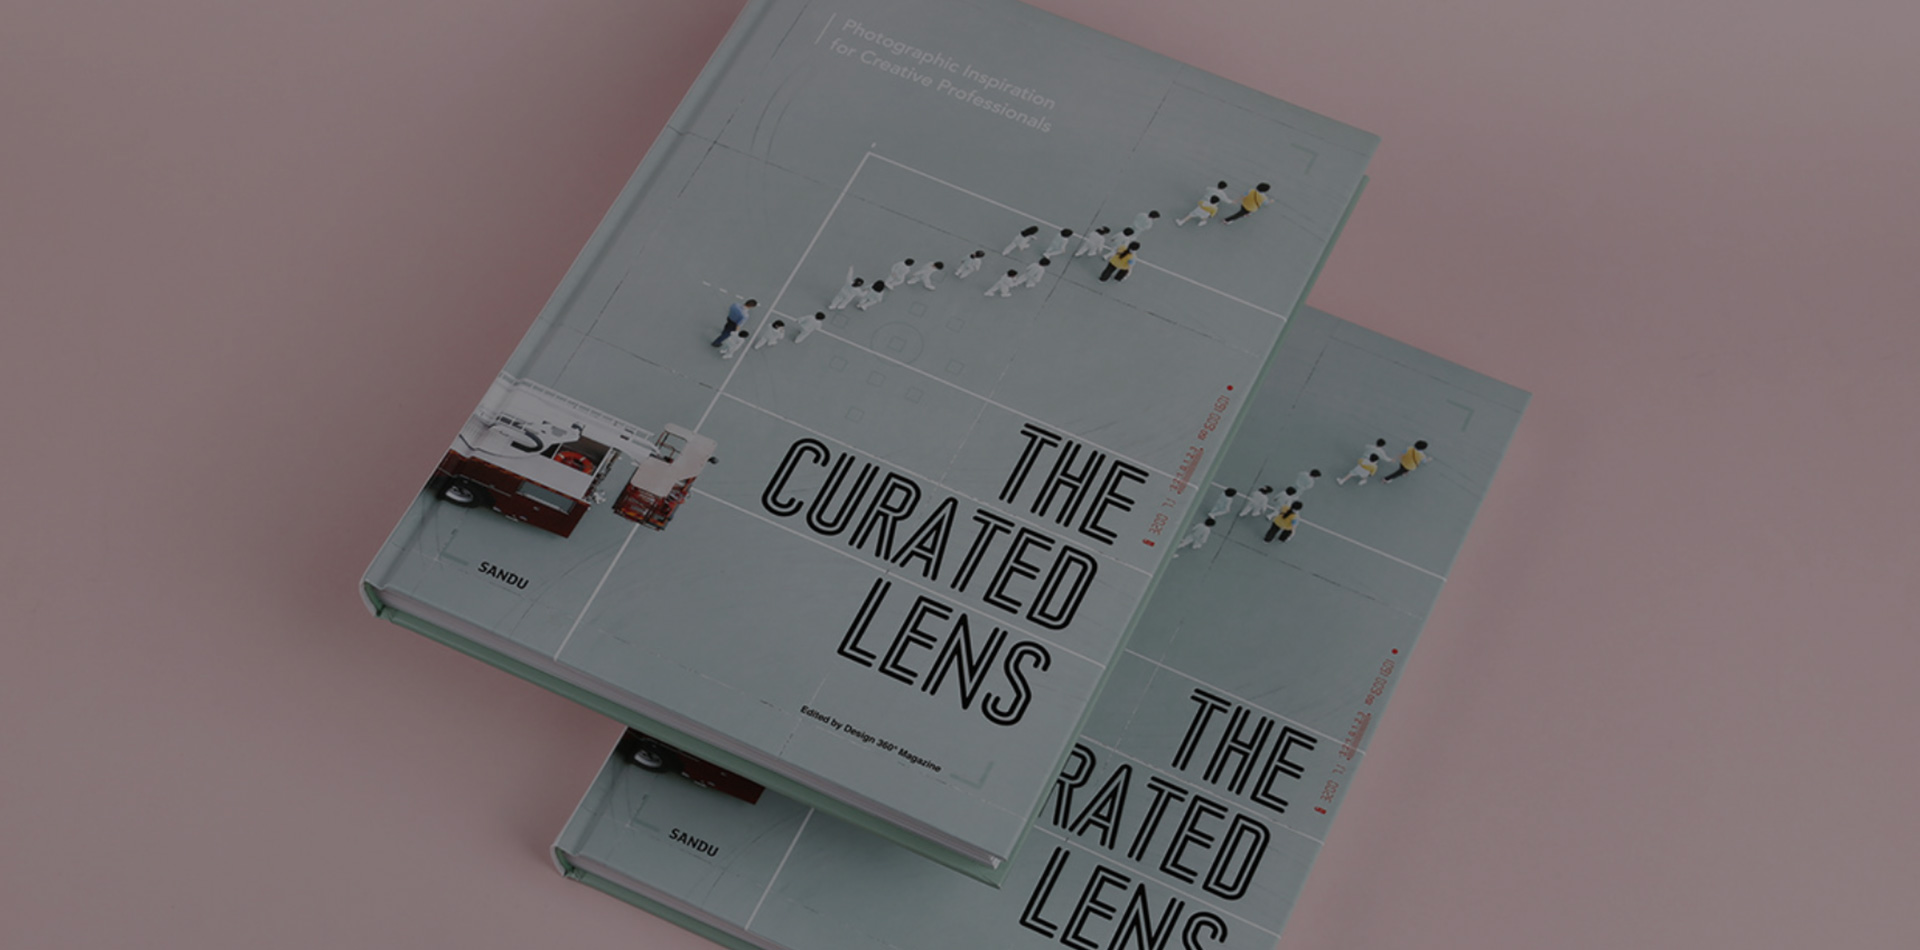 Photographic Inspiration
for Creative Professionals
THE
CURATED
LENS
SANDU
Edited by Design 360° Magazine
THE
RATED
LENS
SANDU